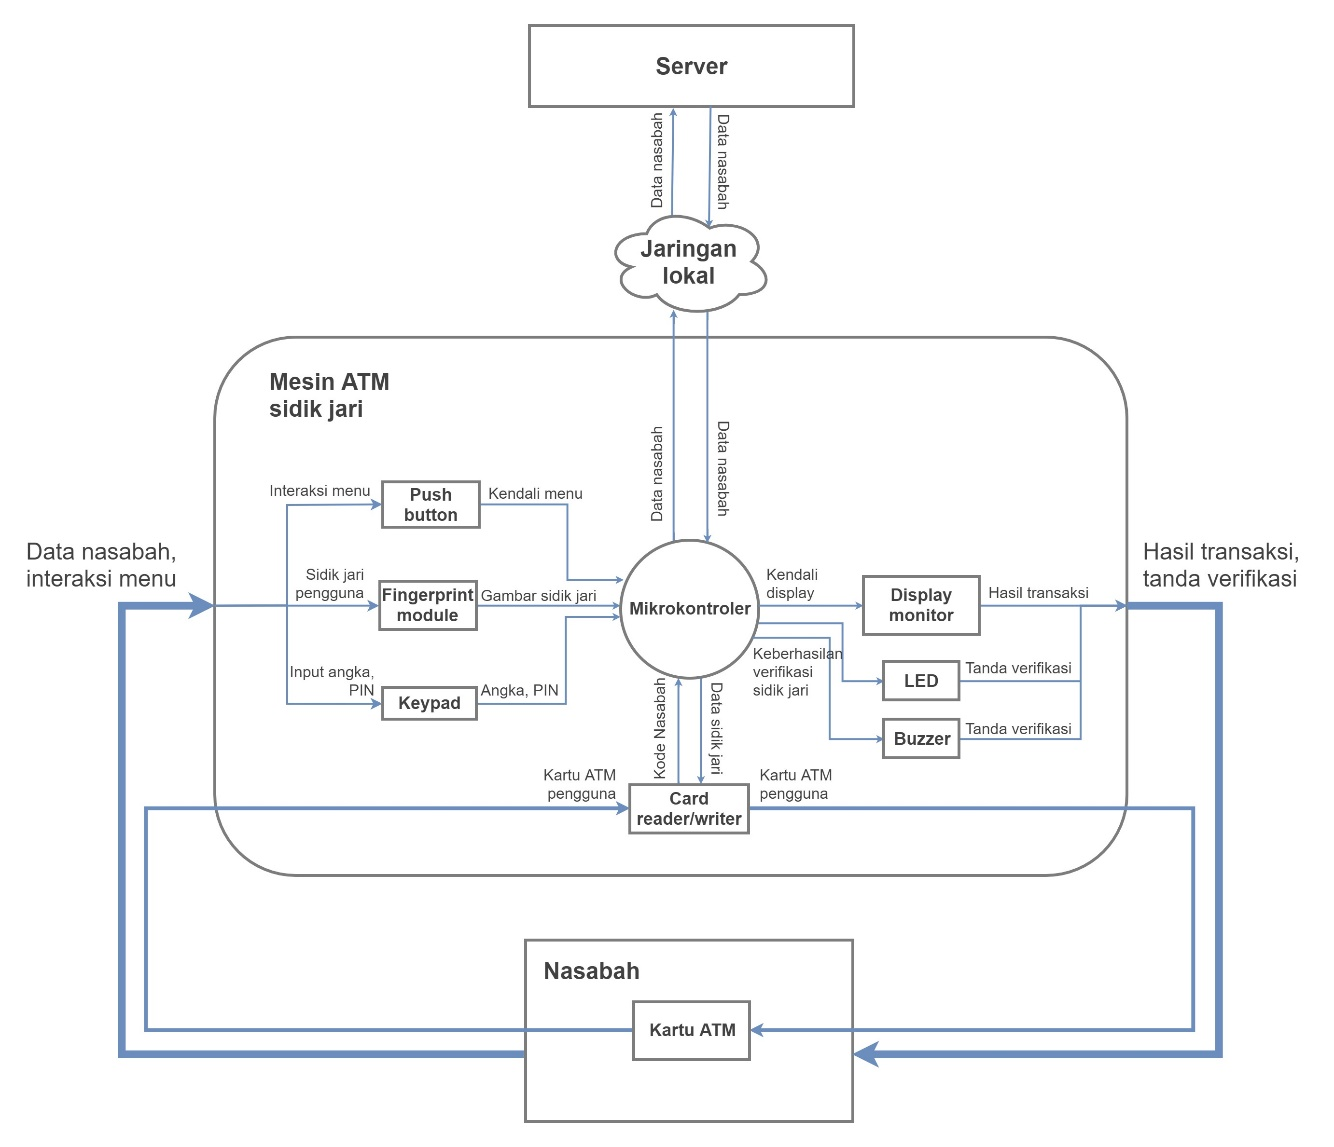 Server
Data nasabah
Data nasabah
Jaringan
lokal
Mesin ATM
sidik jari
Data nasabah
Data nasabah
Data nasabah,
interaksi menu
Interaksi menu
Push
button
Kendali menu
Sidik jari
pengguna
Fingerprint
module
Gambar sidik jari
Input angka,
PIN
Keypad
Angka, PIN
Mikrokontroler
Kendali
display
Display
monitor
Hasil transaksi
Hasil transaksi,
tanda verifikasi
Keberhasilan
verifikasi
sidik jari
LED
Tanda verifikasi
Buzzer
Tanda verifikasi
Kode Nasabah
Data sidik jari
Kartu ATM
pengguna
Card
reader/writer
Kartu ATM
pengguna
Nasabah
Kartu ATM